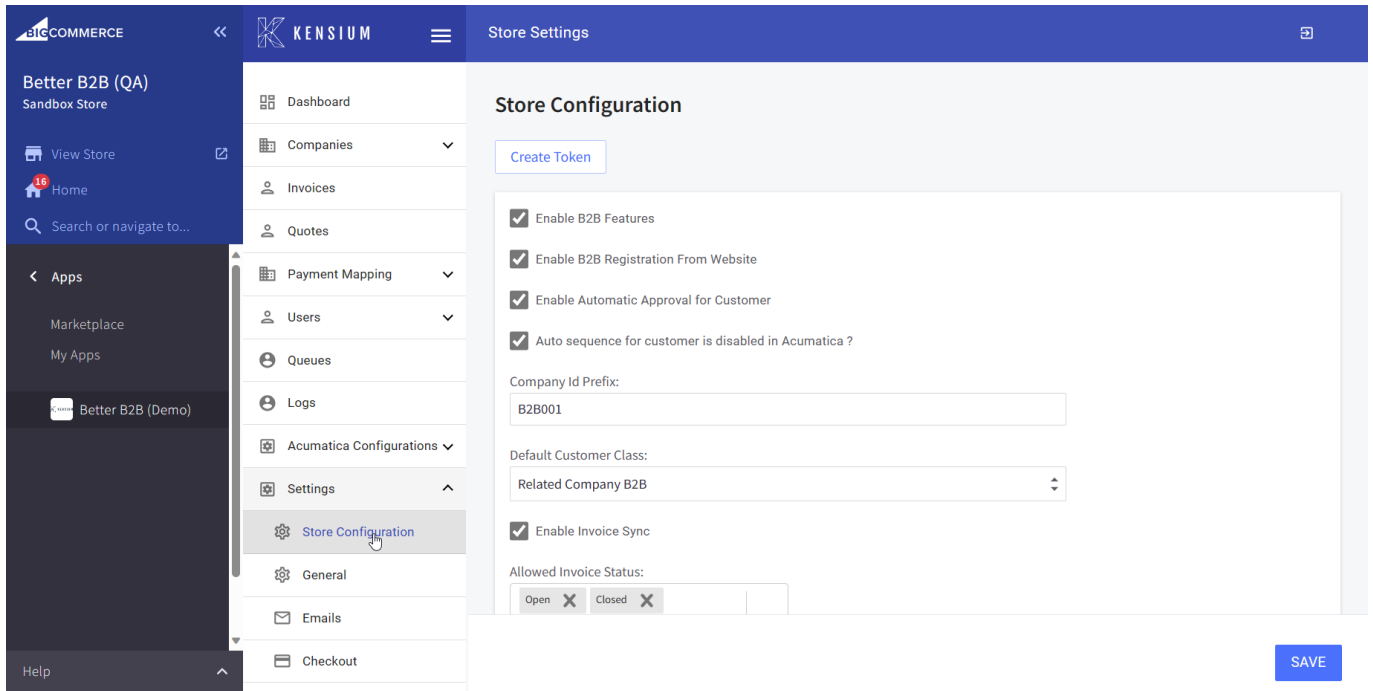 BIGCOMMERCE
Better B2B (QA)
Sandbox Store
View Store
16
Home
Search or navigate to...
Apps
Marketplace
My Apps
Better B2B (Demo)
Help
KENSIUM
Dashboard
Companies
Invoices
Quotes
Payment Mapping
Users
Queues
Logs
Acumatica Configurations
Settings
Store Configuration
General
Emails
Checkout
Store Settings
Store Configuration
Create Token
Enable B2B Features
Enable B2B Registration From Website
Enable Automatic Approval for Customer
Auto sequence for customer is disabled in Acumatica ?
Company Id Prefix:
B2B001
Default Customer Class:
Related Company B2B
Enable Invoice Sync
Allowed Invoice Status:
Open Closed
SAVE